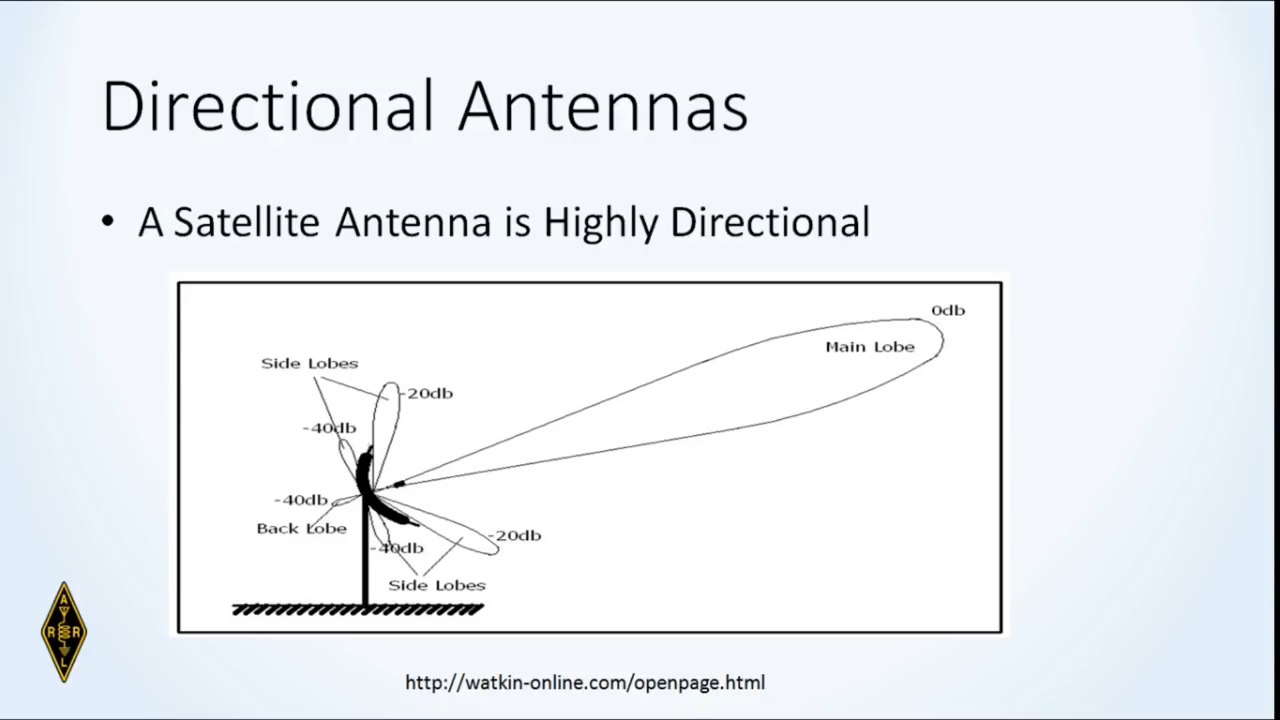 Directional Antennas
• A Satellite Antenna is Highly Directional
0db
Main Lobe
Side Lobes
-20db
-40db
-40db
Back Lobe
-20db
-40db
Side Lobes
A
R R
L
http://watkin-online.com/openpage.html